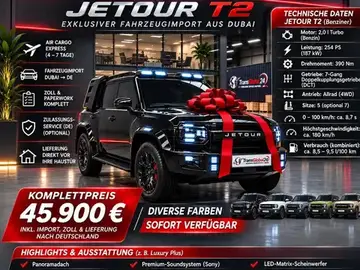 JETOUR T2
EXKLUSIVER FAHRZEUGIMPORT AUS DUBAI
AIR CARGO
EXPRESS
(4 – 7 TAGE)
FAHRZEUGIMPORT
DUBAI → DE
ZOLL &
PAPERWORK
KOMPLETT
ZULASSUNGS-
SERVICE (DE)
(OPTIONAL)
LIEFERUNG
DIREKT VOR
IHR HAUSTÜR
TECHNISCHE DATEN
JETOUR T2 (Benziner)
Motor: 2,0 l Turbo
(Benzin)
Leistung: 254 PS
(187 kW)
Drehmoment: 390 Nm
Getriebe: 7-Gang
Doppelkupplungsgetriebe
(DCT)
Antrieb: Allrad (4WD)
Sitze: 5 (optional 7)
0 – 100 km/h: ca. 8,7 s
Höchstgeschwindigkeit:
ca. 180 km/h
Verbrauch (kombiniert):
ca. 8,5 – 9,5 l/100 km
TransGlobal24
JETOUR
TransGlobal24
KOMPLETTPREIS
45.900 €
INKL. IMPORT, ZOLL & LIEFERUNG
NACH DEUTSCHLAND
DIVERSE FARBEN
SOFORT VERFÜGBAR
HIGHLIGHTS & AUSSTATTUNG (z. B. Luxury Plus)
✓ Panoramadach
✓ Premium-Soundsystem (Sony)
✓ LED-Matrix-Scheinwerfer